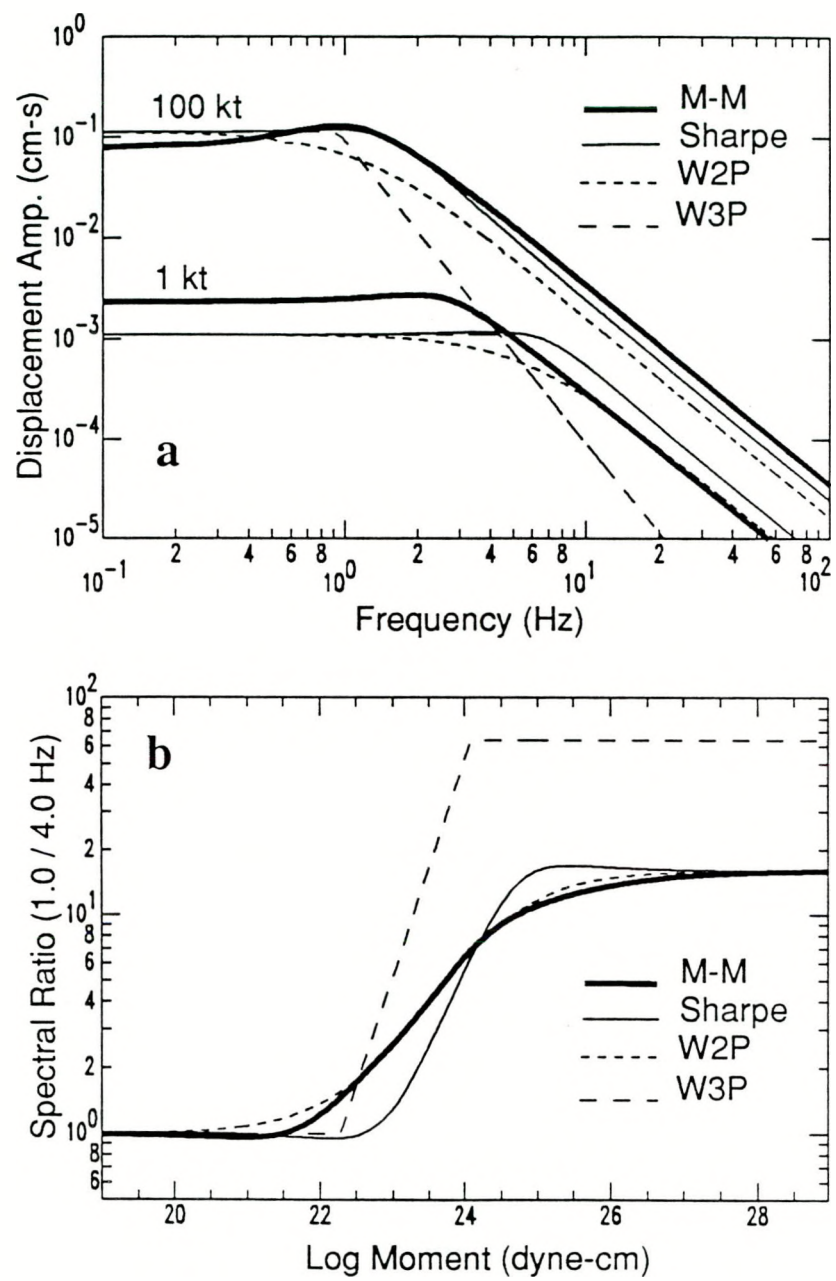 10^0
10^-1
10^-2
10^-3
10^-4
10^-5
Displacement Amp. (cm-s)
100 kt
1 kt
a
M-M
Sharpe
W2P
W3P
2 4 6 8 2 4 6 8 2 4 6 8
10^-1 10^0 10^1 10^2
Frequency (Hz)
10^2
8
6
4
2
10^1
8
6
4
2
10^0
8
6
Spectral Ratio (1.0 / 4.0 Hz)
b
M-M
Sharpe
W2P
W3P
20 22 24 26 28
Log Moment (dyne-cm)